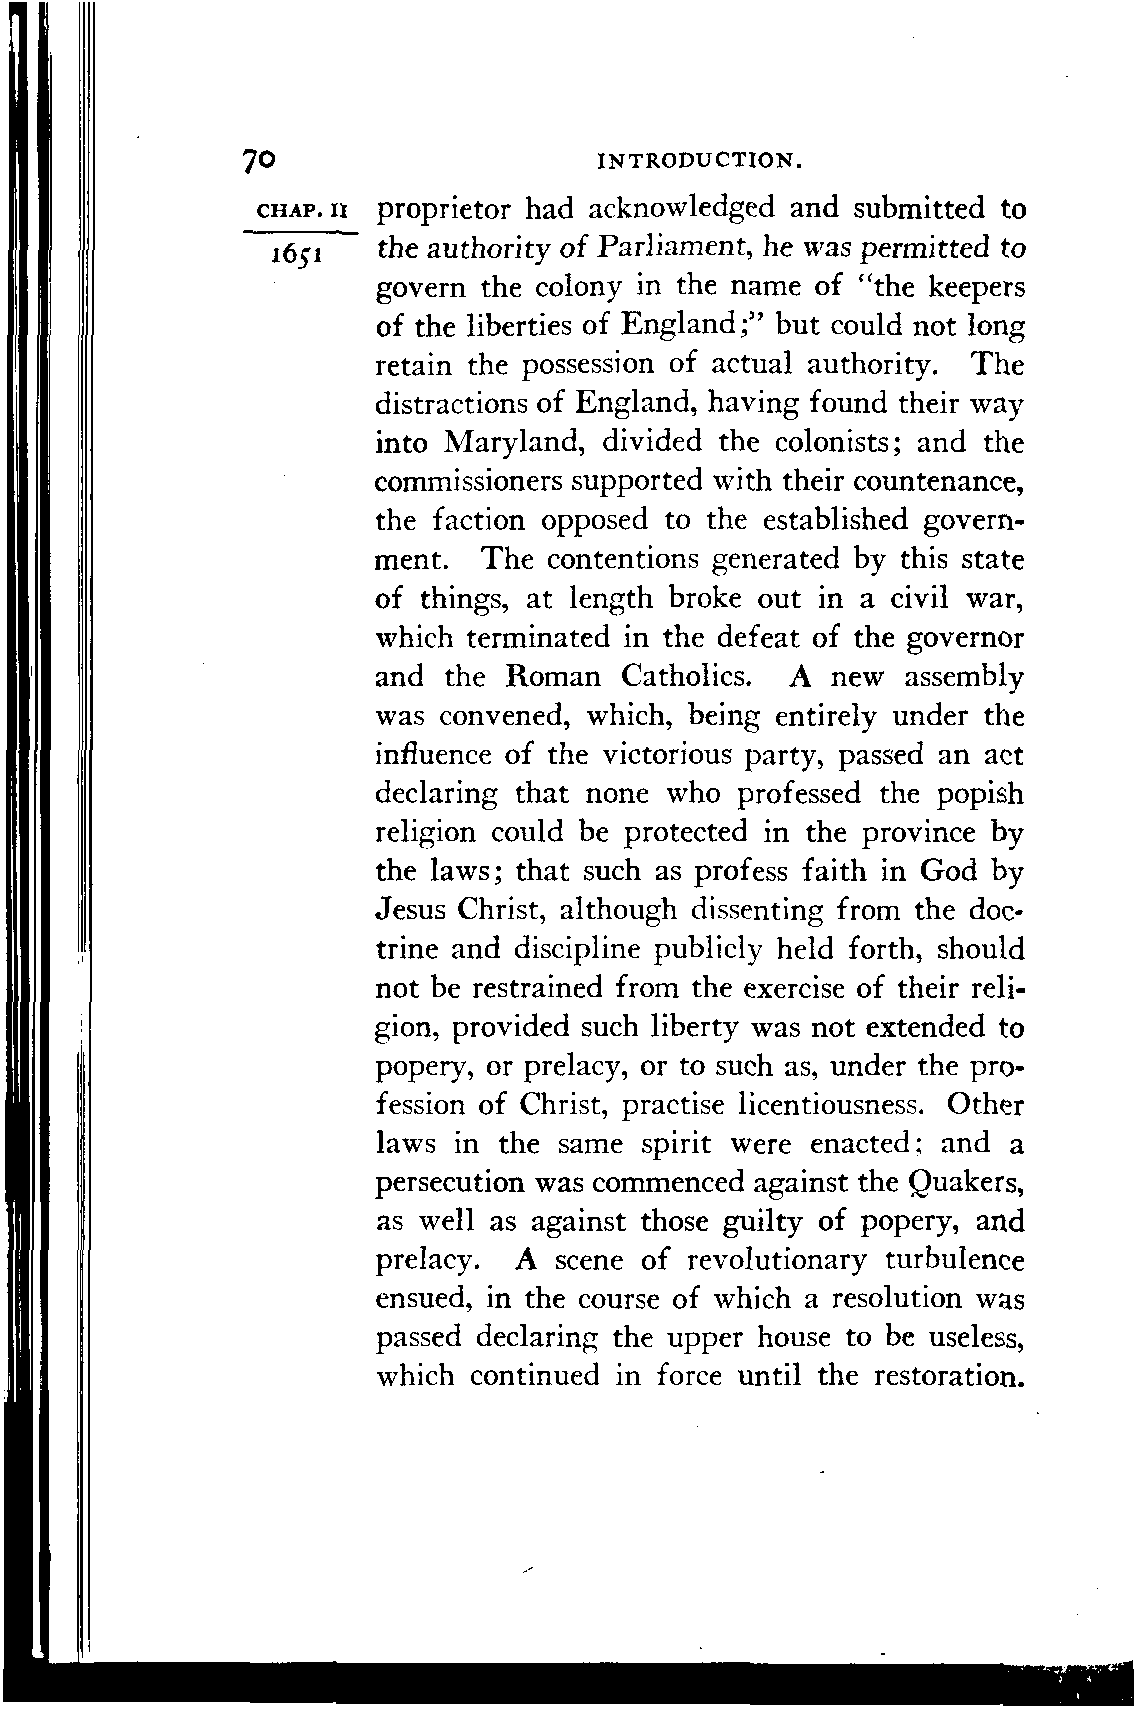 70 INTRODUCTION.
CHAP. II proprietor had acknowledged and submitted to
1651 the authority of Parliament, he was permitted to
govern the colony in the name of "the keepers
of the liberties of England;" but could not long
retain the possession of actual authority. The
distractions of England, having found their way
into Maryland, divided the colonists; and the
commissioners supported with their countenance,
the faction opposed to the established govern-
ment. The contentions generated by this state
of things, at length broke out in a civil war,
which terminated in the defeat of the governor
and the Roman Catholics. A new assembly
was convened, which, being entirely under the
influence of the victorious party, passed an act
declaring that none who professed the popish
religion could be protected in the province by
the laws; that such as profess faith in God by
Jesus Christ, although dissenting from the doc-
trine and discipline publicly held forth, should
not be restrained from the exercise of their reli-
gion, provided such liberty was not extended to
popery, or prelacy, or to such as, under the pro-
fession of Christ, practise licentiousness. Other
laws in the same spirit were enacted; and a
persecution was commenced against the Quakers,
as well as against those guilty of popery, and
prelacy. A scene of revolutionary turbulence
ensued, in the course of which a resolution was
passed declaring the upper house to be useless,
which continued in force until the restoration.